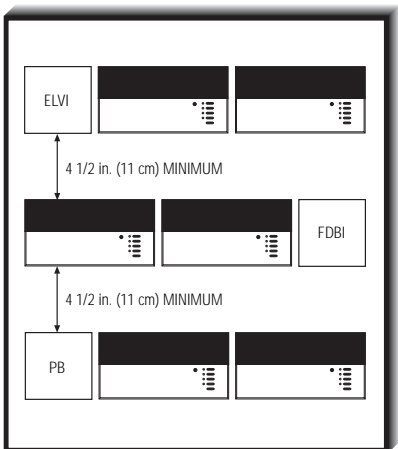 ELVI
4 1/2 in. (11 cm) MINIMUM
FDBI
4 1/2 in. (11 cm) MINIMUM
PB